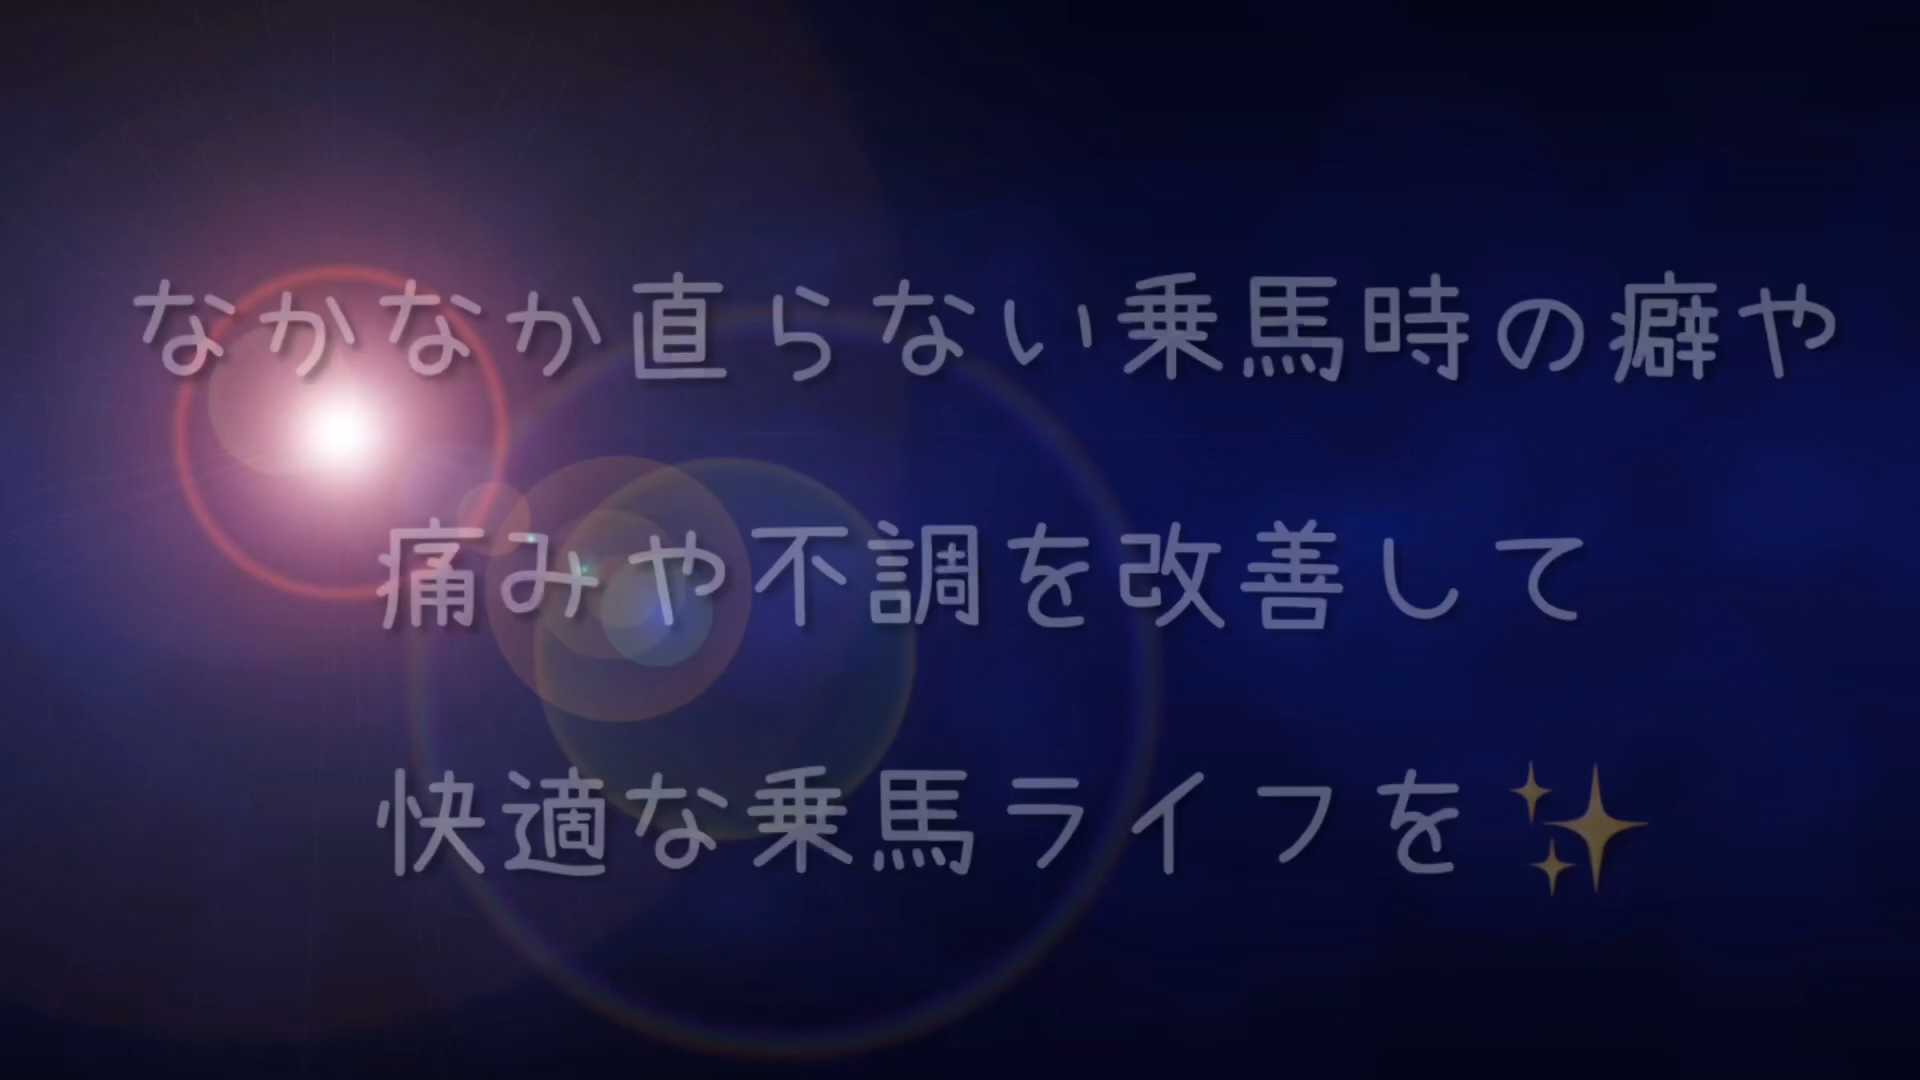 なかなか直らない乗馬時の癖や
痛みや不調を改善して
快適な乗馬ライフを✨